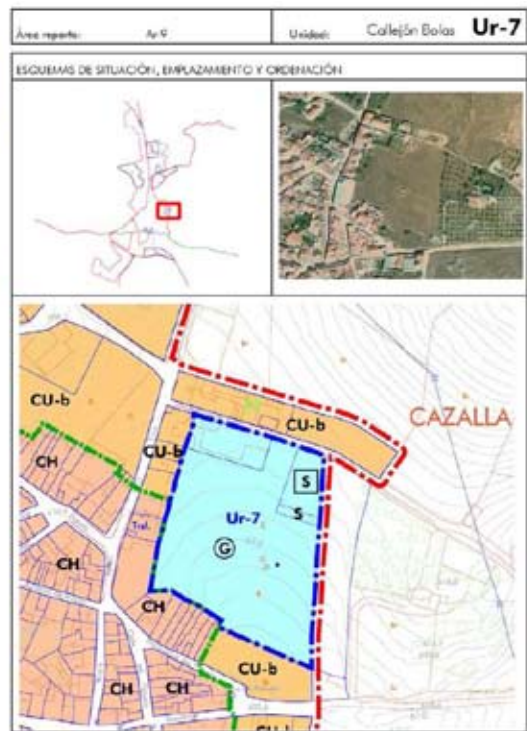 Área reparto: Ar-9 Unidad: Callejón Bolas Ur-7
ESQUEMAS DE SITUACIÓN, EMPLAZAMIENTO Y ORDENACIÓN
CU-b
CU-b
CAZALLA
CH
CU-b
S
Ur-7
S
G
CH
CH
CU-b
CH
CH
CU-b